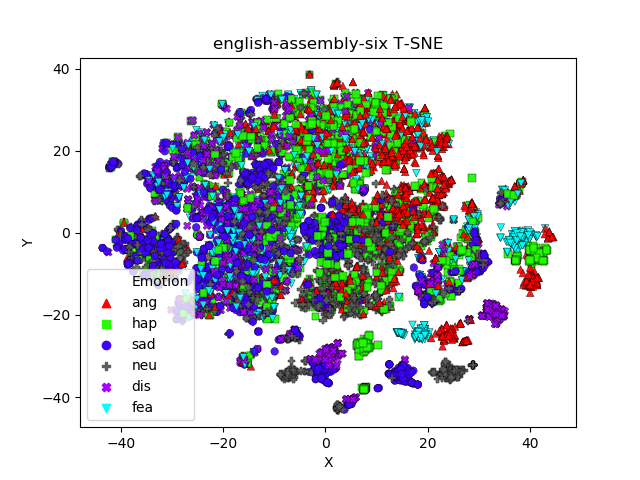 english-assembly-six T-SNE
40
20
0
−20
−40
Y
Emotion
ang
hap
sad
neu
dis
fea
−40 −20 0 20 40
X